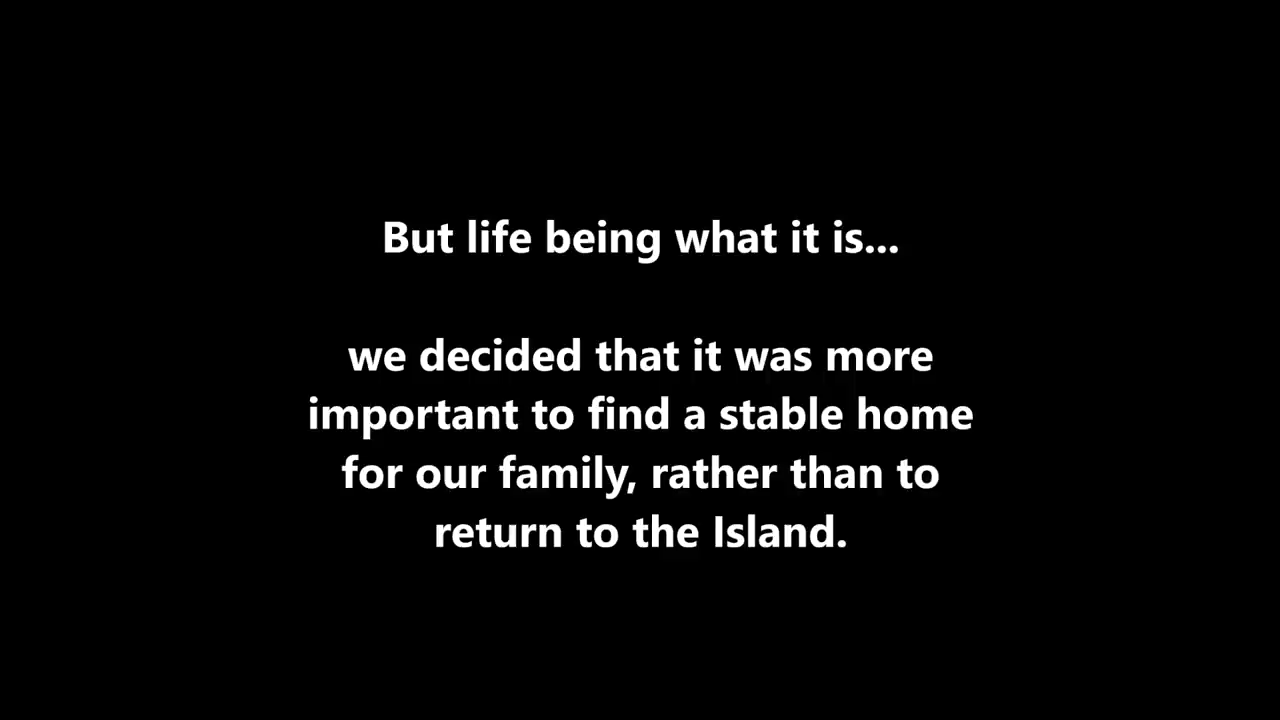 But life being what it is...
we decided that it was more
important to find a stable home
for our family, rather than to
return to the Island.